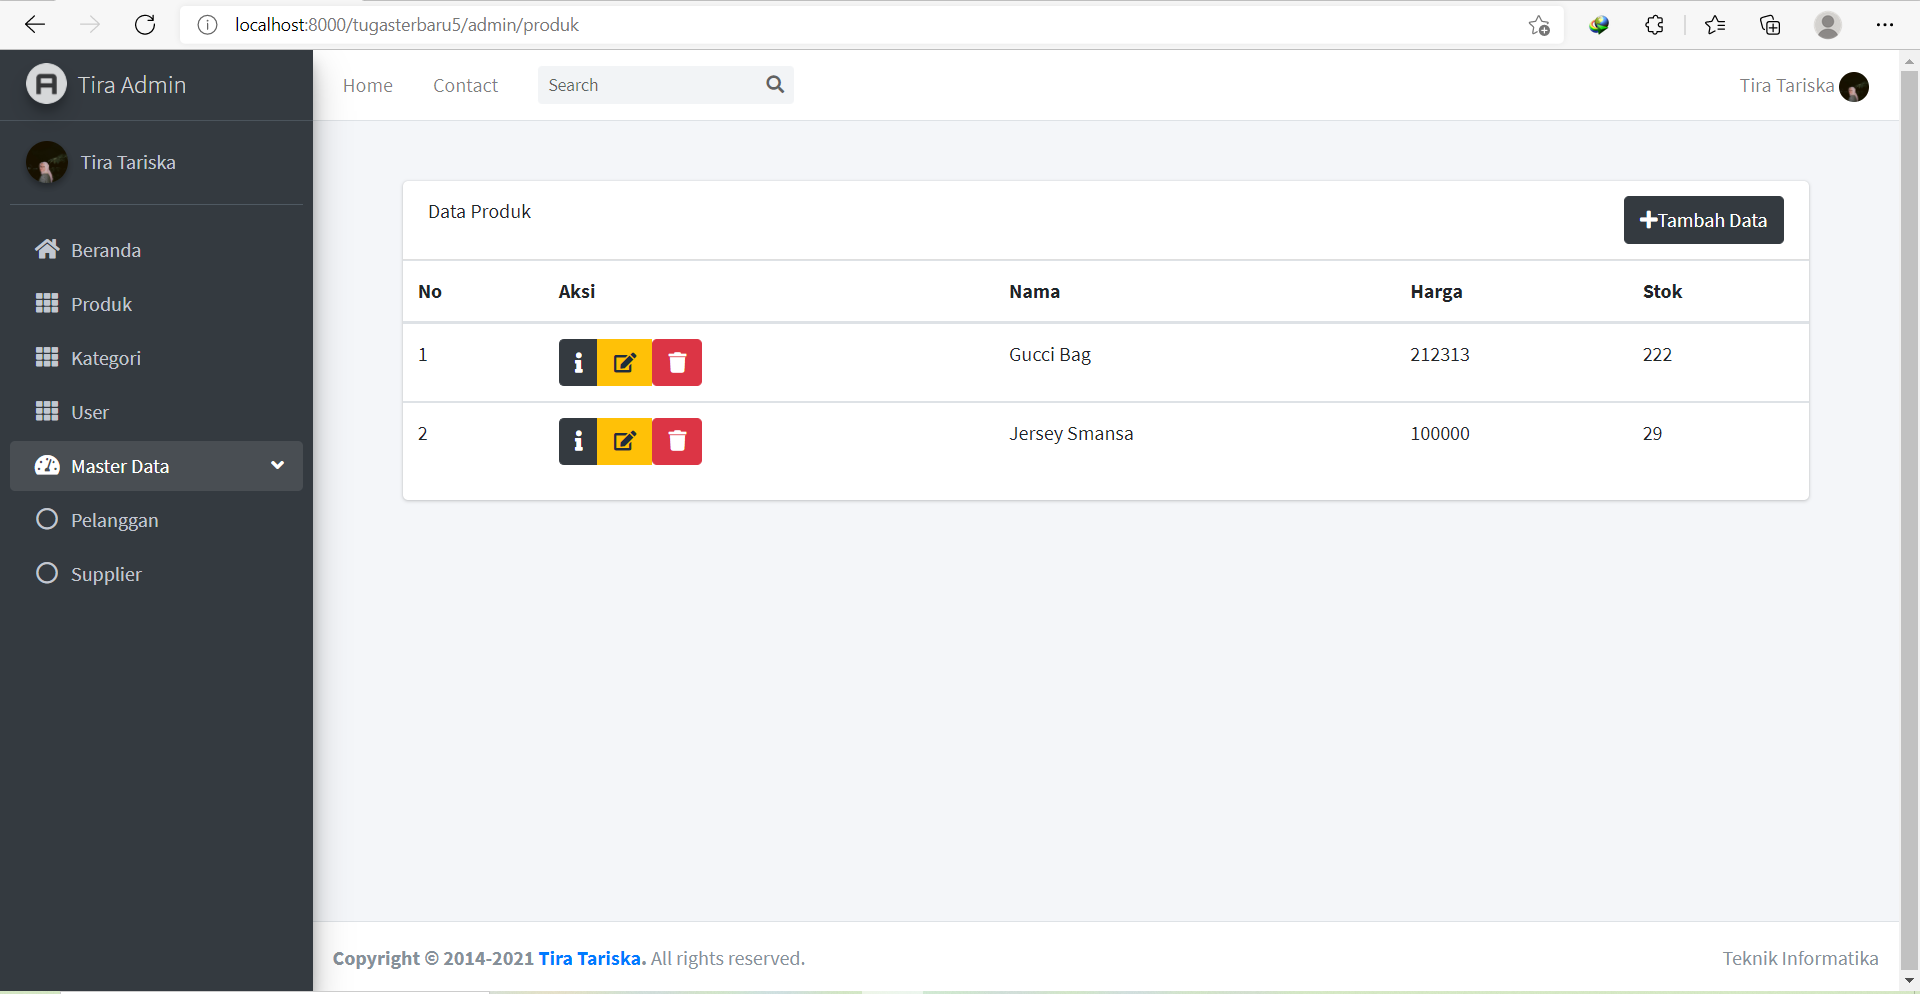 localhost:8000/tugasterbaru5/admin/produk
Tira Admin
Home Contact Search Tira Tariska
Tira Tariska
Beranda
Produk
Kategori
User
Master Data
Pelanggan
Supplier
Data Produk
Tambah Data
No Aksi Nama Harga Stok
1 Gucci Bag 212313 222
2 Jersey Smansa 100000 29
Copyright © 2014-2021 Tira Tariska. All rights reserved.
Teknik Informatika